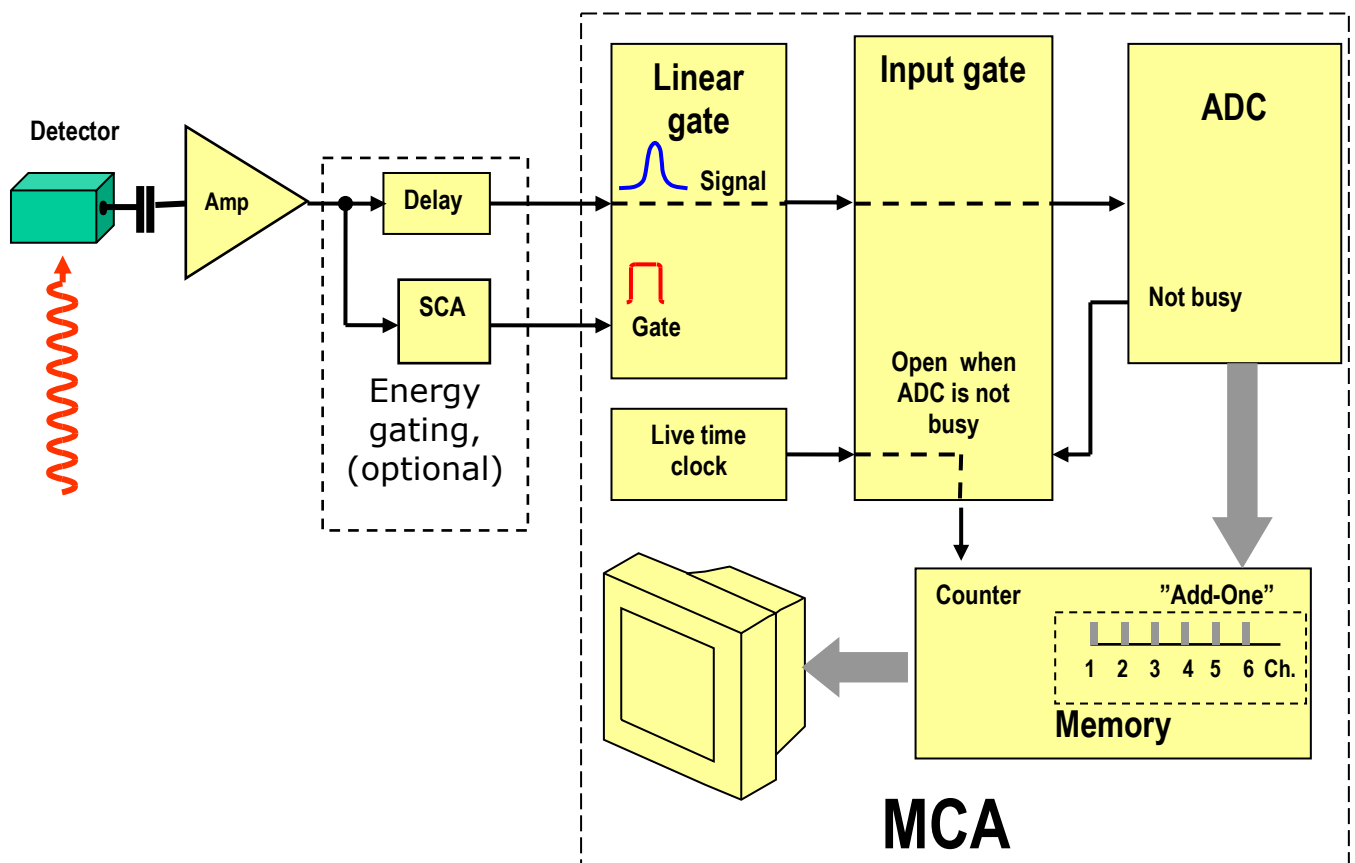 Detector
Amp
Delay
SCA
Energy
gating,
(optional)
Linear
gate
Signal
Gate
Live time
clock
Input gate
Open when
ADC is not
busy
ADC
Not busy
Counter
”Add-One”
1 2 3 4 5 6 Ch.
Memory
MCA